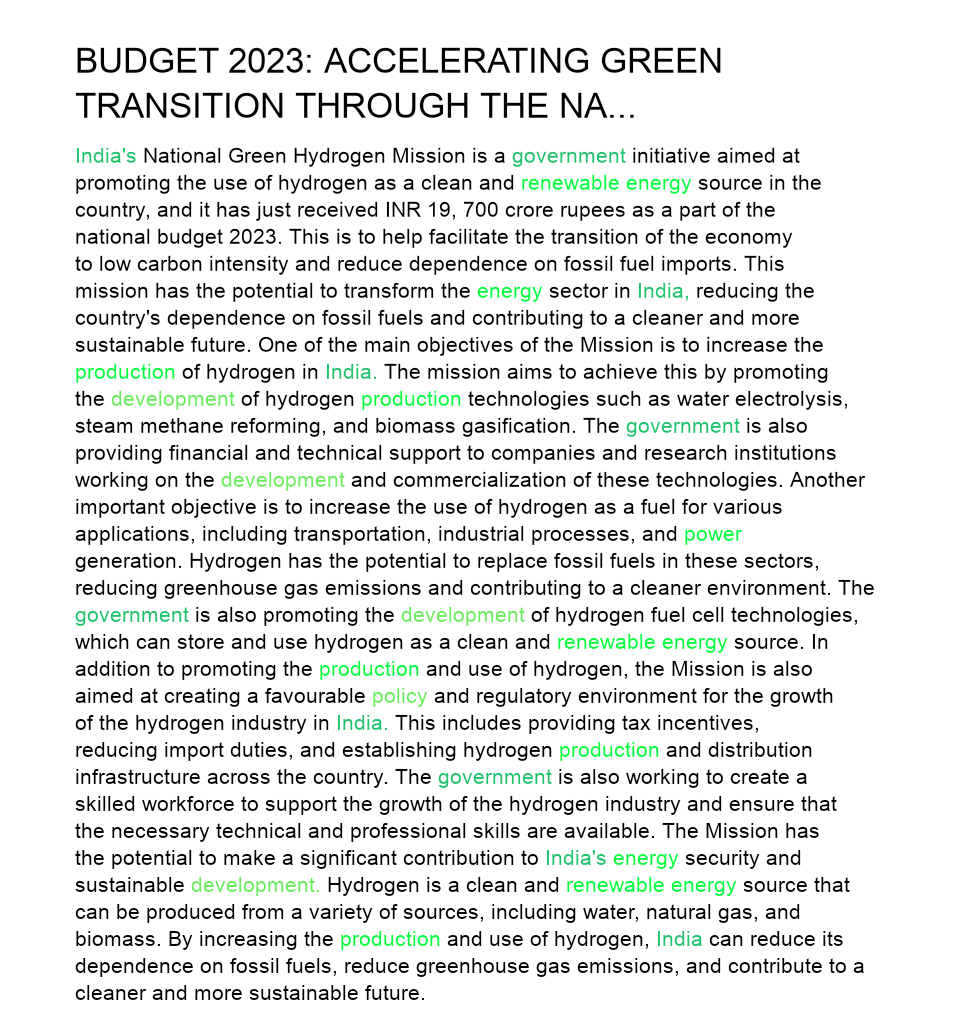 BUDGET 2023: ACCELERATING GREEN
TRANSITION THROUGH THE NA...
India's National Green Hydrogen Mission is a government initiative aimed at
promoting the use of hydrogen as a clean and renewable energy source in the
country, and it has just received INR 19, 700 crore rupees as a part of the
national budget 2023. This is to help facilitate the transition of the economy
to low carbon intensity and reduce dependence on fossil fuel imports. This
mission has the potential to transform the energy sector in India, reducing the
country's dependence on fossil fuels and contributing to a cleaner and more
sustainable future. One of the main objectives of the Mission is to increase the
production of hydrogen in India. The mission aims to achieve this by promoting
the development of hydrogen production technologies such as water electrolysis,
steam methane reforming, and biomass gasification. The government is also
providing financial and technical support to companies and research institutions
working on the development and commercialization of these technologies. Another
important objective is to increase the use of hydrogen as a fuel for various
applications, including transportation, industrial processes, and power
generation. Hydrogen has the potential to replace fossil fuels in these sectors,
reducing greenhouse gas emissions and contributing to a cleaner environment. The
government is also promoting the development of hydrogen fuel cell technologies,
which can store and use hydrogen as a clean and renewable energy source. In
addition to promoting the production and use of hydrogen, the Mission is also
aimed at creating a favourable policy and regulatory environment for the growth
of the hydrogen industry in India. This includes providing tax incentives,
reducing import duties, and establishing hydrogen production and distribution
infrastructure across the country. The government is also working to create a
skilled workforce to support the growth of the hydrogen industry and ensure that
the necessary technical and professional skills are available. The Mission has
the potential to make a significant contribution to India's energy security and
sustainable development. Hydrogen is a clean and renewable energy source that
can be produced from a variety of sources, including water, natural gas, and
biomass. By increasing the production and use of hydrogen, India can reduce its
dependence on fossil fuels, reduce greenhouse gas emissions, and contribute to a
cleaner and more sustainable future.